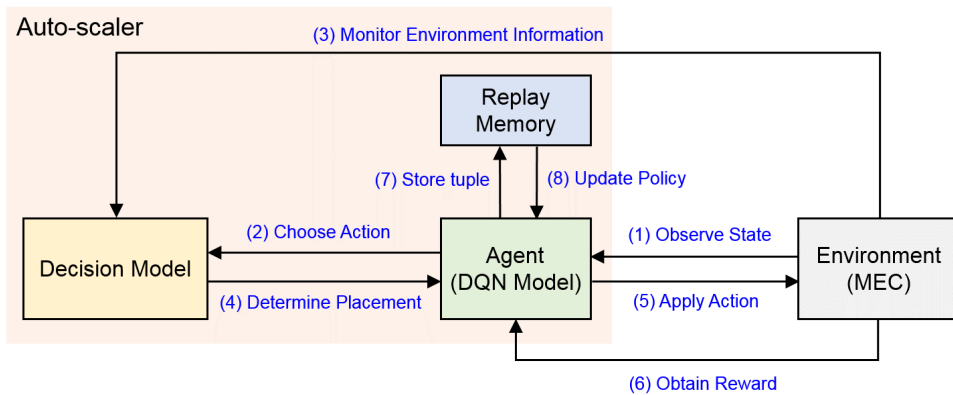 Auto-scaler
(3) Monitor Environment Information
Replay
Memory
(7) Store tuple
(8) Update Policy
(2) Choose Action
(1) Observe State
Decision Model
Agent
(DQN Model)
Environment
(MEC)
(4) Determine Placement
(5) Apply Action
(6) Obtain Reward